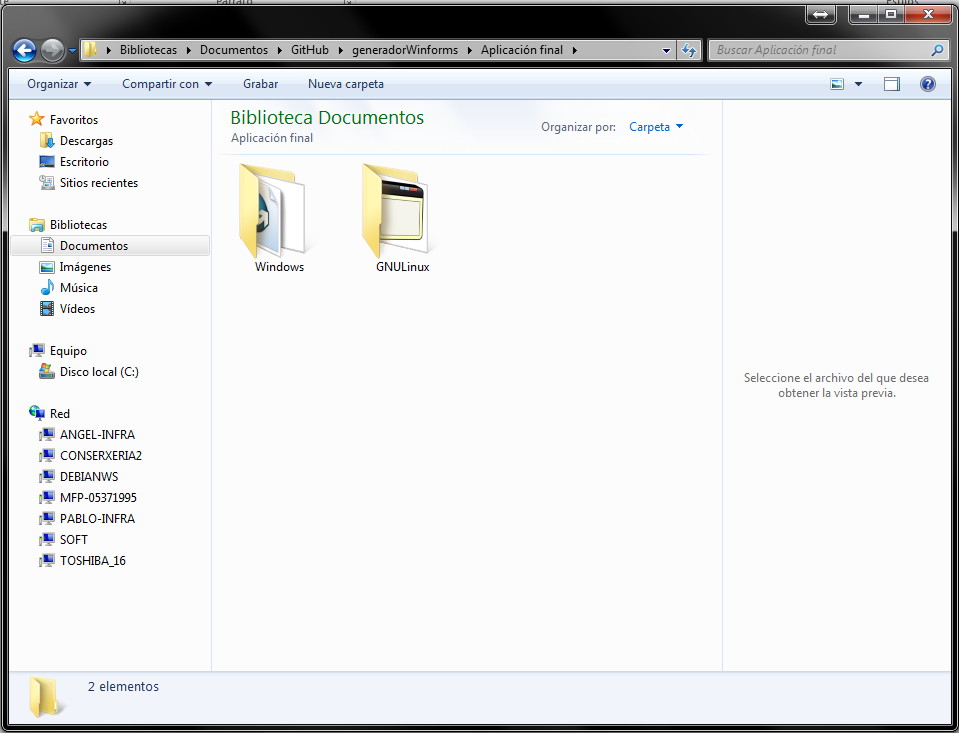 Bibliotecas Documentos GitHub generadorWinforms Aplicación final
Buscar Aplicación final
Organizar Compartir con Grabar Nueva carpeta
Favoritos
Descargas
Escritorio
Sitios recientes
Bibliotecas
Documentos
Imágenes
Música
Vídeos
Equipo
Disco local (C:)
Red
ANGEL-INFRA
CONSERXERIA2
DEBIANWS
MFP-05371995
PABLO-INFRA
SOFT
TOSHIBA_16
Biblioteca Documentos
Aplicación final
Organizar por: Carpeta
Windows
GNULinux
Seleccione el archivo del que desea
obtener la vista previa.
2 elementos